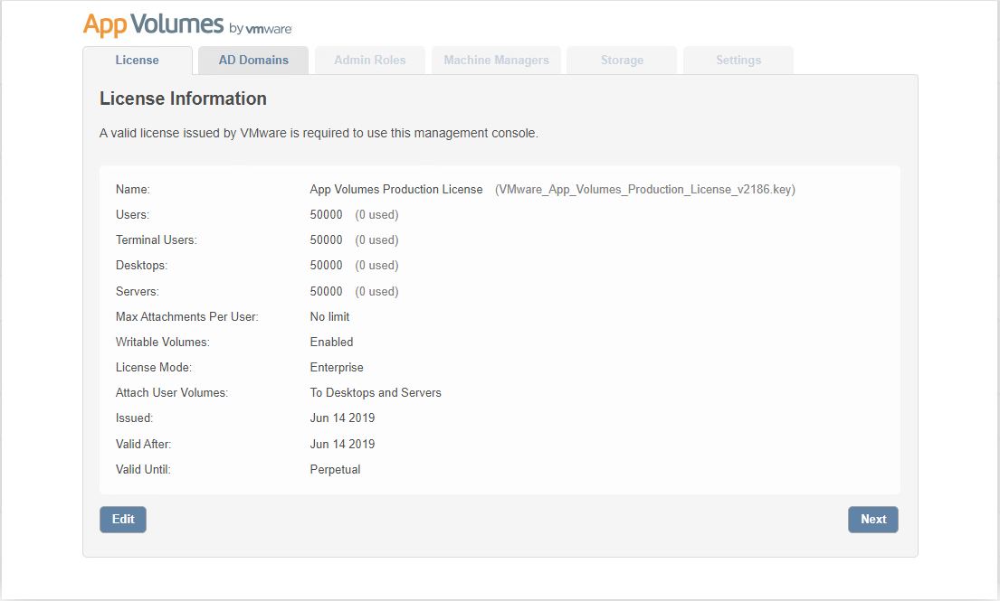 App Volumes by vmware
License AD Domains Admin Roles Machine Managers Storage Settings
License Information
A valid license issued by VMware is required to use this management console.
Name: App Volumes Production License (VMware_App_Volumes_Production_License_v2186.key)
Users: 50000 (0 used)
Terminal Users: 50000 (0 used)
Desktops: 50000 (0 used)
Servers: 50000 (0 used)
Max Attachments Per User: No limit
Writable Volumes: Enabled
License Mode: Enterprise
Attach User Volumes: To Desktops and Servers
Issued: Jun 14 2019
Valid After: Jun 14 2019
Valid Until: Perpetual
Edit Next